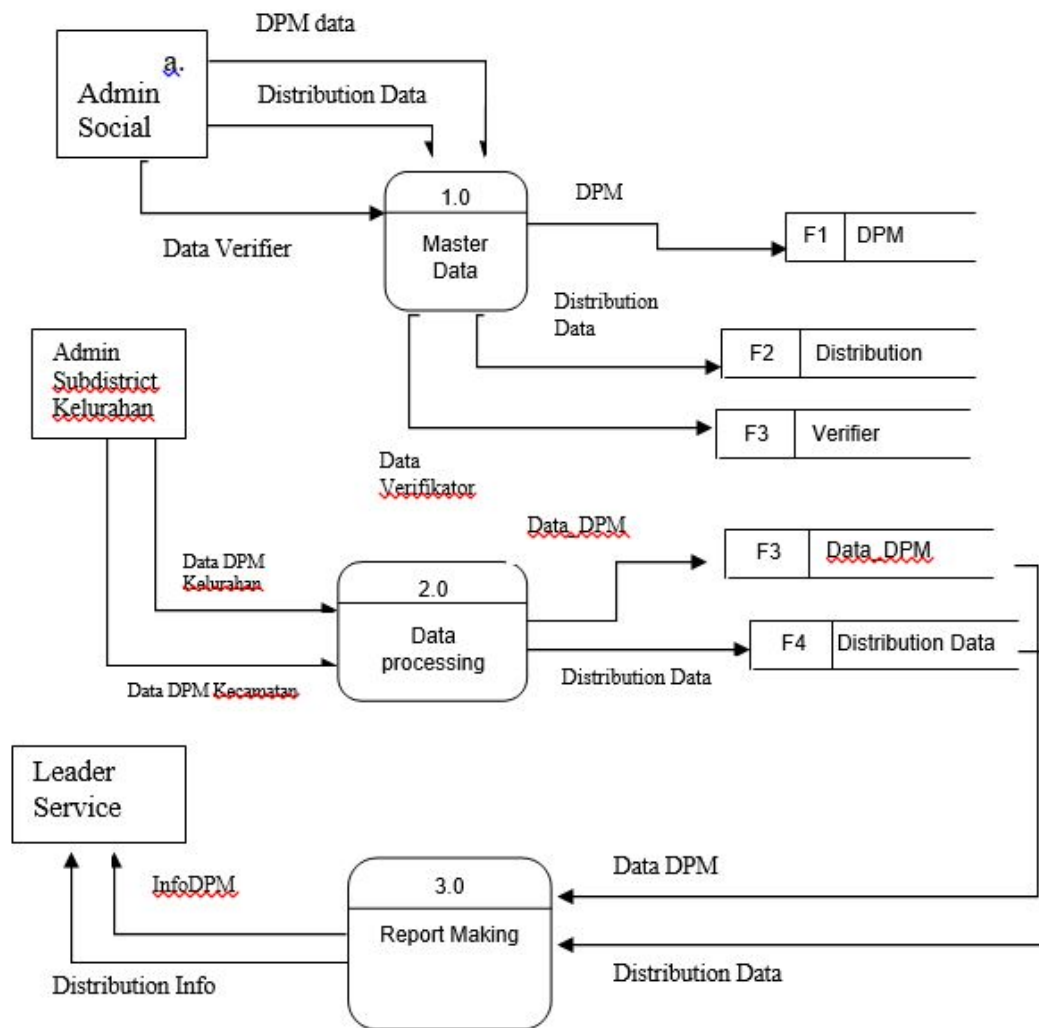 DPM data
a.
Admin
Social
Distribution Data
Data Verifier
1.0
Master
Data
DPM
F1 DPM
Distribution
Data
F2 Distribution
F3 Verifier
Data
Verifikator
Admin
Subdistrict
Kelurahan
Data DPM
Kelurahan
Data DPM Kecamatan
2.0
Data
processing
Data_DPM
F3 Data_DPM
Distribution Data
F4 Distribution Data
Leader
Service
InfoDPM
Distribution Info
3.0
Report Making
Data DPM
Distribution Data